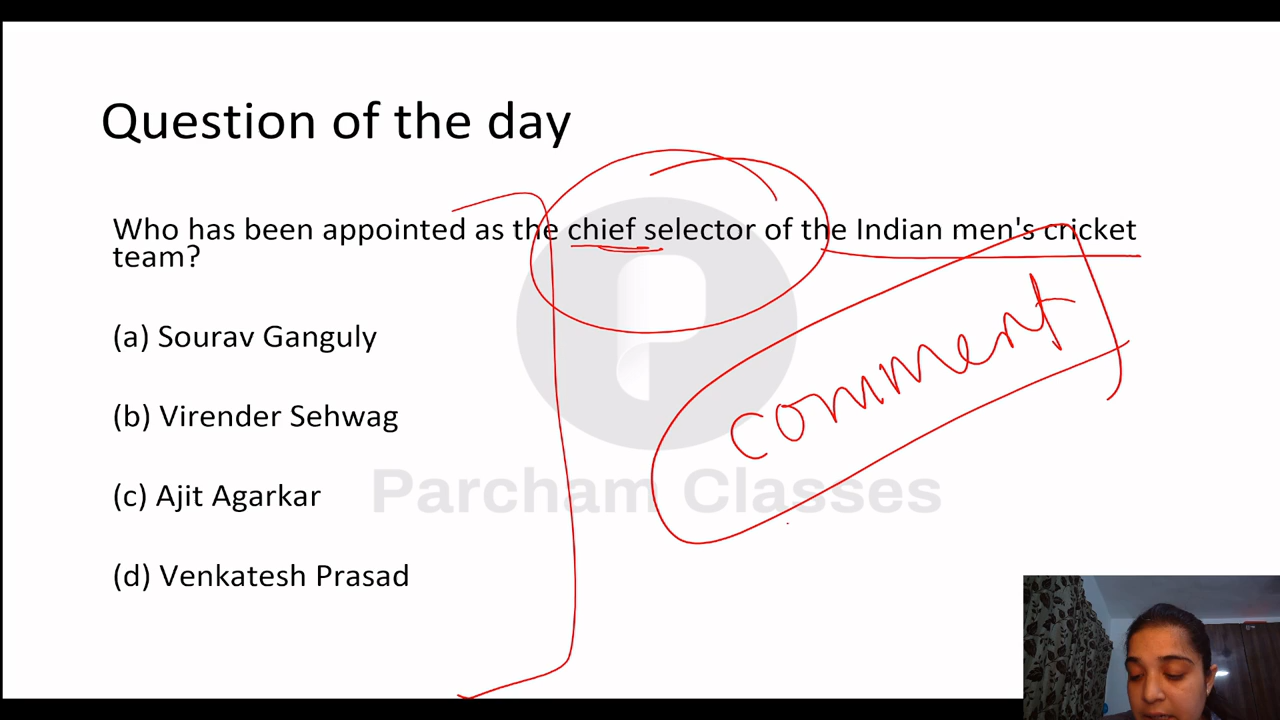 Question of the day
Who has been appointed as the chief selector of the Indian men's cricket
team?
(a) Sourav Ganguly
(b) Virender Sehwag
(c) Ajit Agarkar
(d) Venkatesh Prasad
comment
Parcham Classes